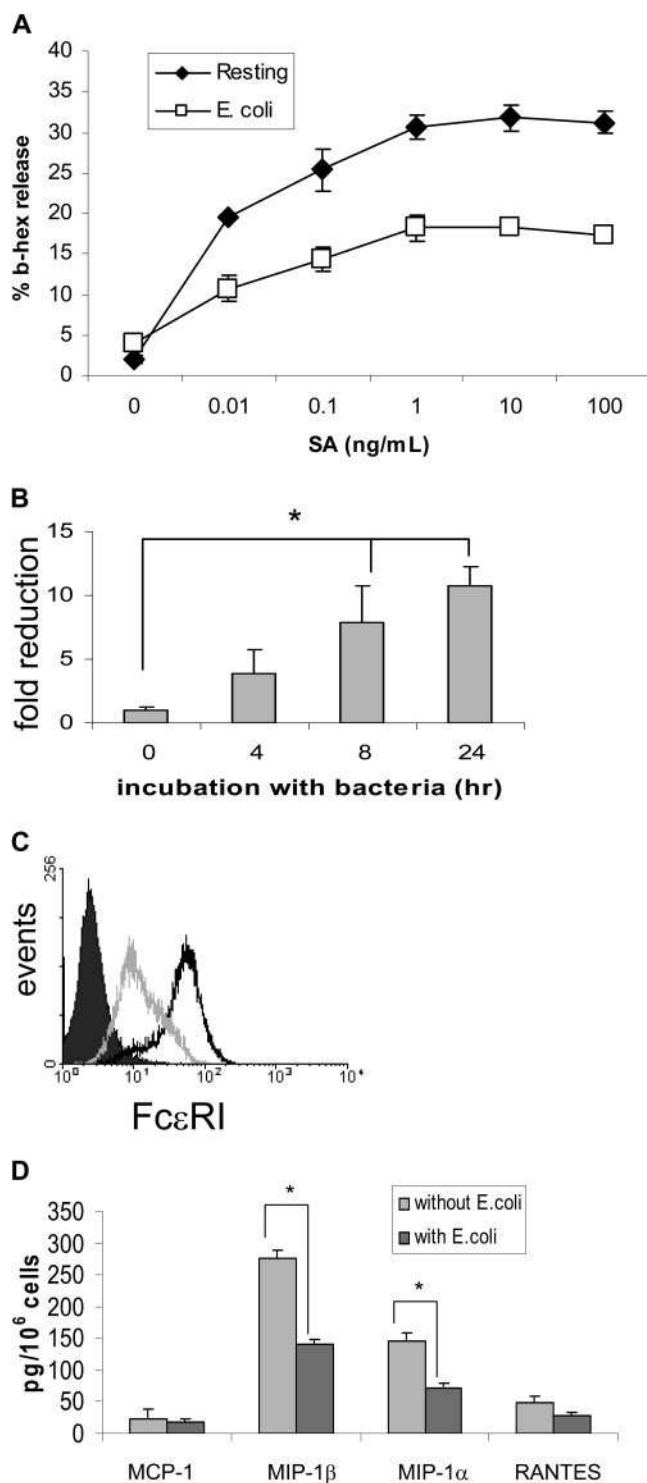 A
40
35
30
25
20
15
10
5
0
% b-hex release
Resting
E. coli
0 0.01 0.1 1 10 100
SA (ng/mL)
B
*
15
10
5
0
fold reduction
0 4 8 24
incubation with bacteria (hr)
C
256
events
0
10⁰ 10¹ 10² 10³ 10⁴
FcεRI
D
350
300
250
200
150
100
50
0
pg/10⁶ cells
*
*
without E.coli
with E.coli
MCP-1 MIP-1β MIP-1α RANTES